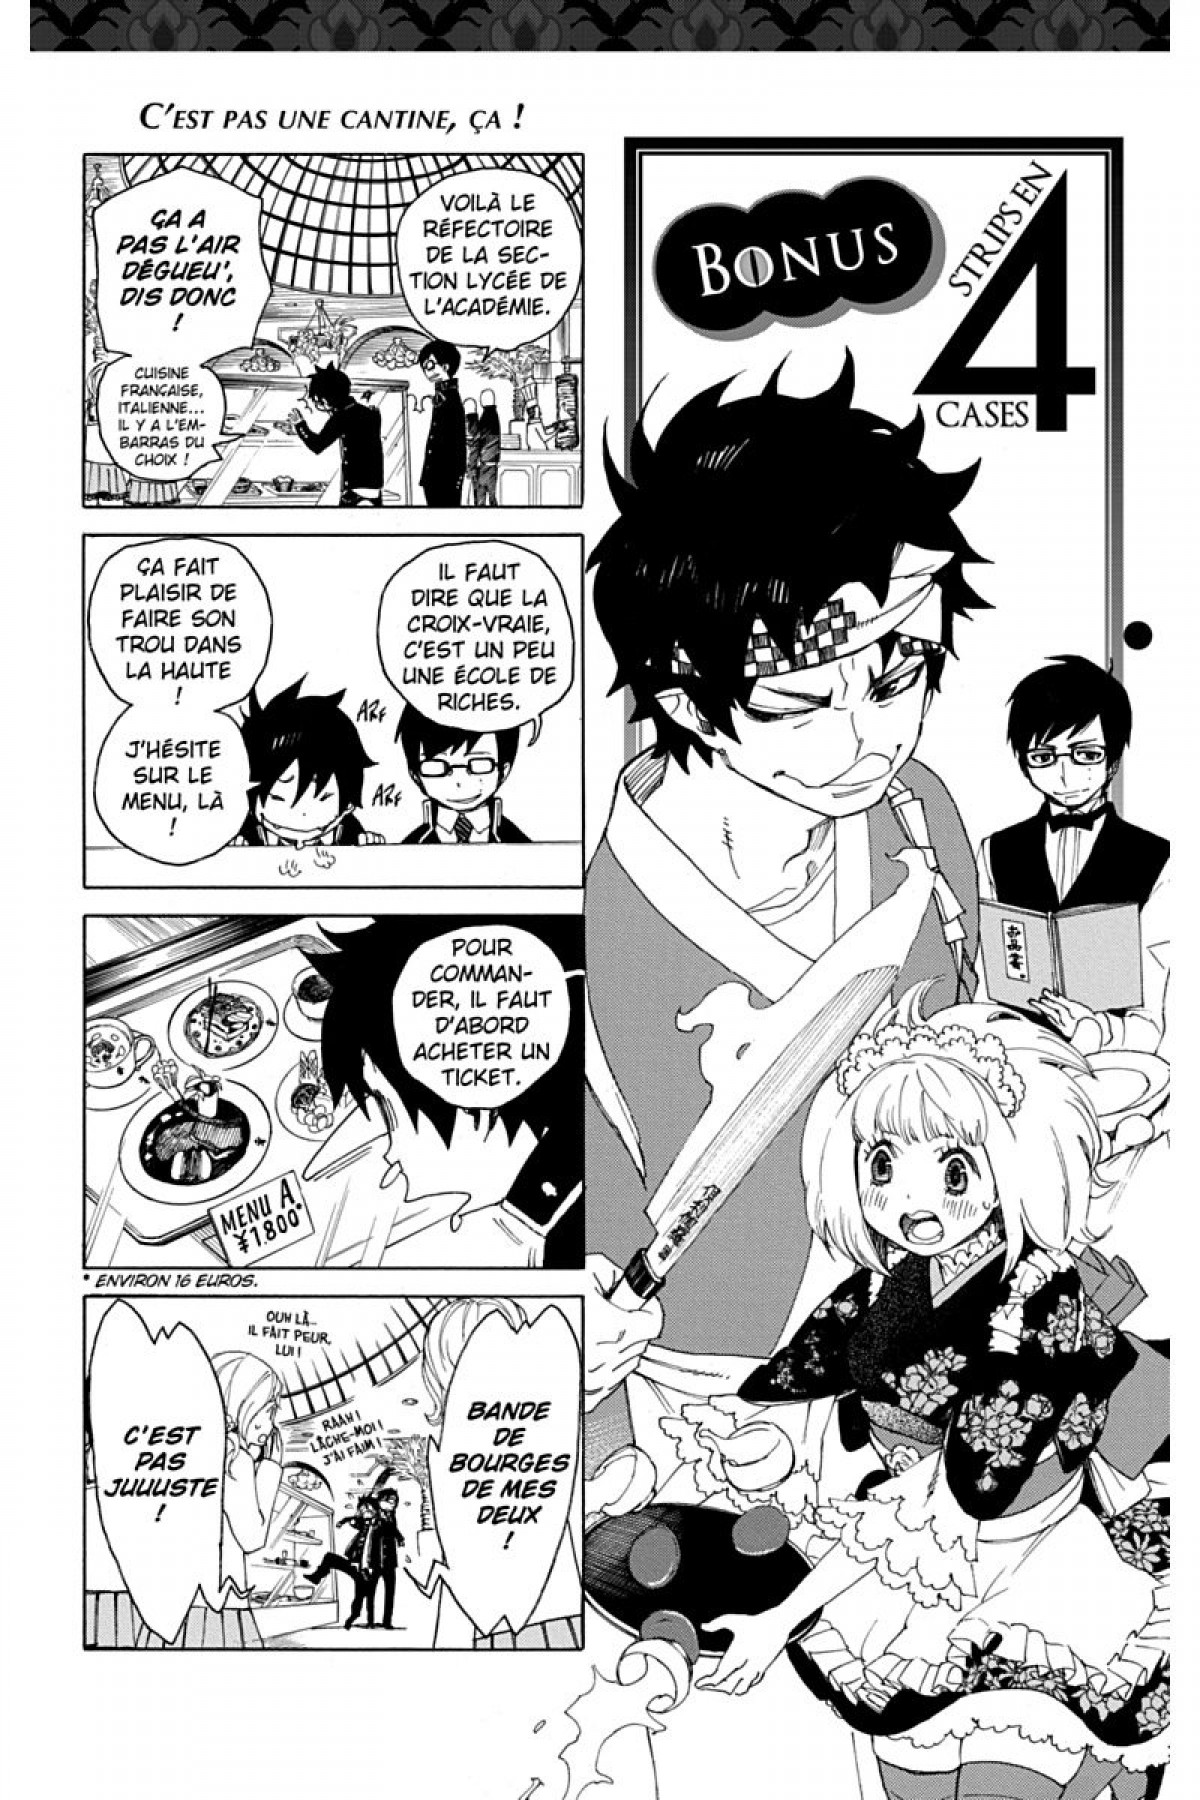 C'EST PAS UNE CANTINE, ÇA !
BONUS
STRIPS EN
4
CASES
VOILÀ LE
RÉFECTOIRE
DE LA SEC-
TION LYCÉE DE
L'ACADÉMIE.
ÇA A
PAS L'AIR
DÉGUEU',
DIS DONC
!
CUISINE
FRANÇAISE,
ITALIENNE...
IL Y A L'EM-
BARRAS DU
CHOIX !
IL FAUT
DIRE QUE LA
CROIX-VRAIE,
C'EST UN PEU
UNE ÉCOLE DE
RICHES.
ÇA FAIT
PLAISIR DE
FAIRE SON
TROU DANS
LA HAUTE
!
J'HÉSITE
SUR LE
MENU, LÀ
!
ARF
ARF
POUR
COMMAN-
DER, IL FAUT
D'ABORD
ACHETER UN
TICKET.
MENU A.
¥1.800*
* ENVIRON 16 EUROS.
OUH LÀ...
IL FAIT PEUR,
LUI !
BANDE
DE
BOURGES
DE MES
DEUX
!
RAAH !
LÂCHE-MOI !
J'AI FAIM !
C'EST
PAS
JUUUSTE
!
お品書